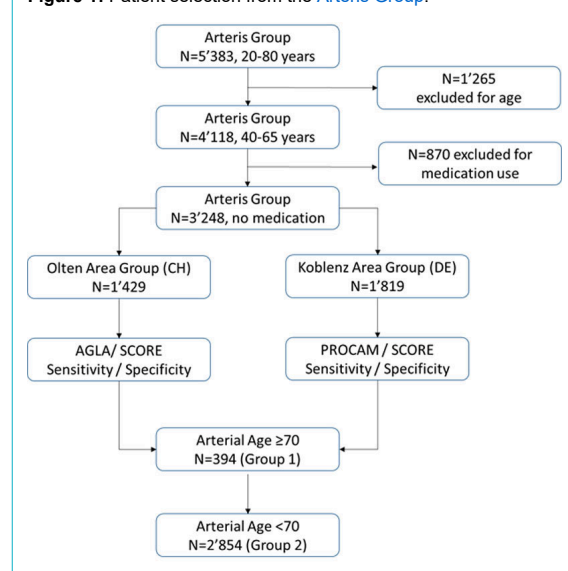 Figure 1. Patient selection from the Arteris Group.
Arteris Group
N=5'383, 20-80 years
N=1'265
excluded for age
Arteris Group
N=4'118, 40-65 years
N=870 excluded for
medication use
Arteris Group
N=3'248, no medication
Olten Area Group (CH)
N=1'429
Koblenz Area Group (DE)
N=1'819
AGLA/ SCORE
Sensitivity / Specificity
PROCAM / SCORE
Sensitivity / Specificity
Arterial Age ≥70
N=394 (Group 1)
Arterial Age <70
N=2'854 (Group 2)